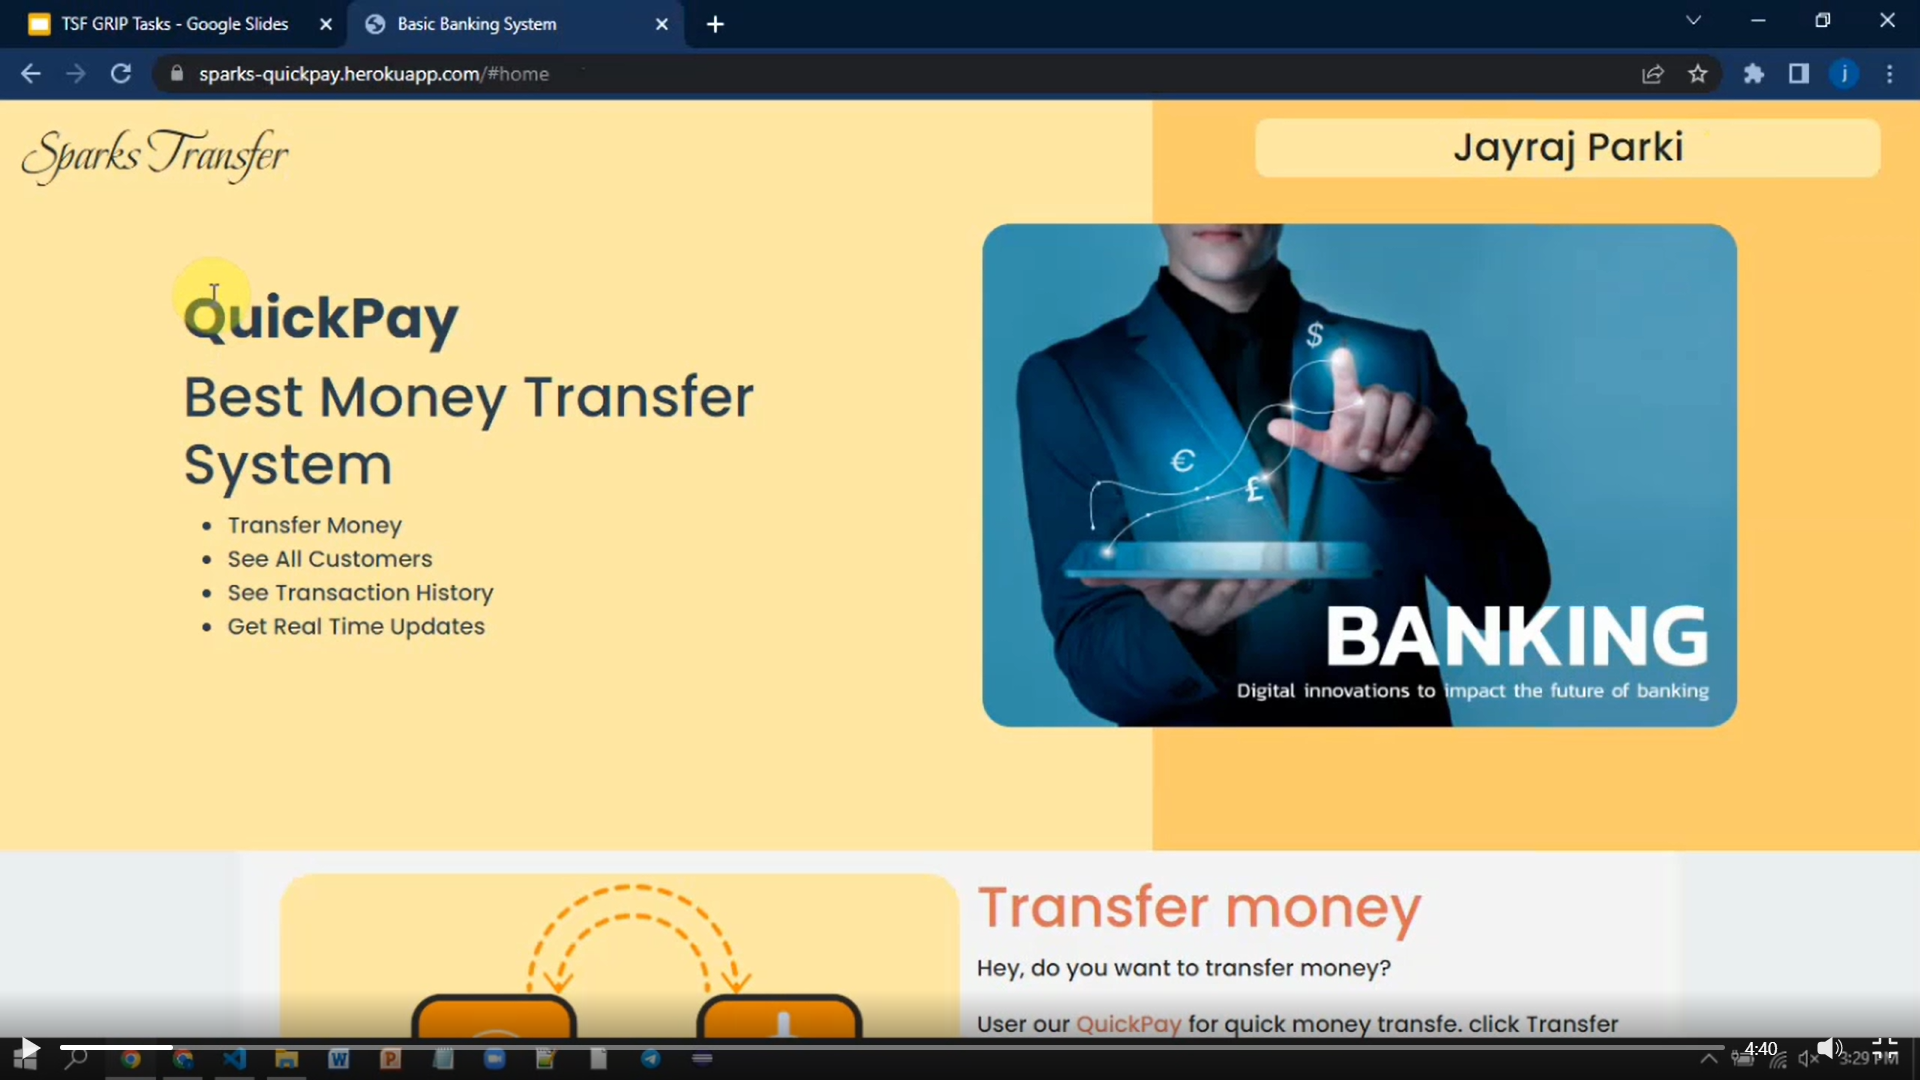 TSF GRIP Tasks - Google Slides
Basic Banking System
sparks-quickpay.herokuapp.com/#home
j
Sparks Transfer
Jayraj Parki
QuickPay
Best Money Transfer
System
Transfer Money
See All Customers
See Transaction History
Get Real Time Updates
$
€
£
BANKING
Digital innovations to impact the future of banking
Transfer money
Hey, do you want to transfer money?
User our QuickPay for quick money transfe. click Transfer
4:40
3:29 PM